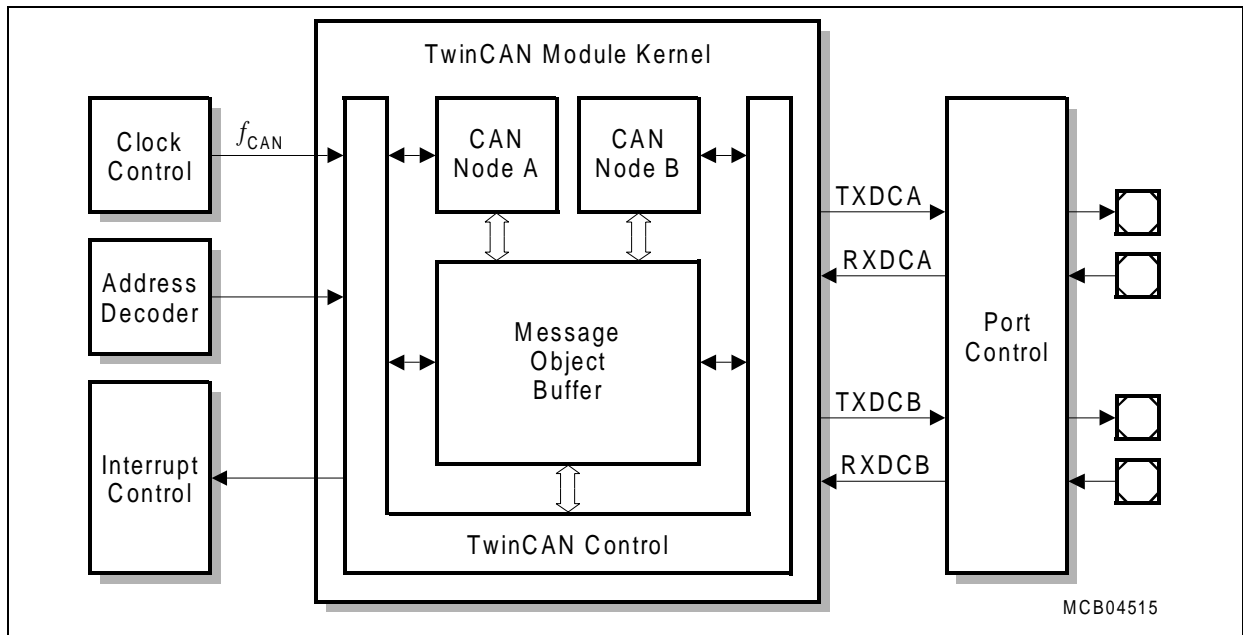 TwinCAN Module Kernel
Clock
Control
fCAN
CAN
Node A
CAN
Node B
Address
Decoder
Message
Object
Buffer
Interrupt
Control
TwinCAN Control
TXDCA
RXDCA
Port
Control
TXDCB
RXDCB
MCB04515